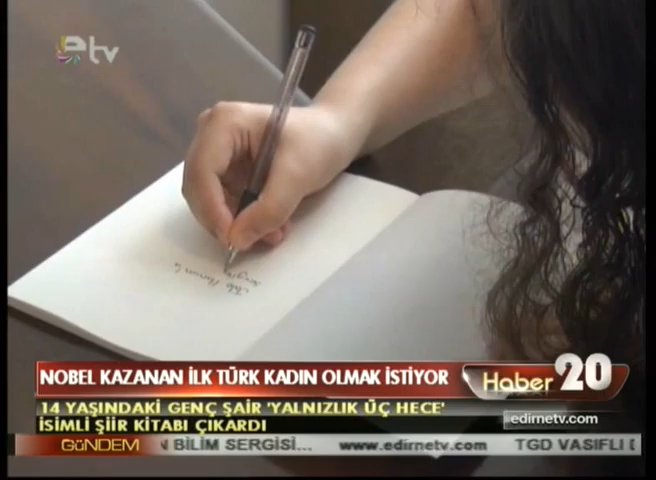 etv
NOBEL KAZANAN İLK TÜRK KADIN OLMAK İSTİYOR
Haber 20
14 YAŞINDAKİ GENÇ ŞAİR 'YALNIZLIK ÜÇ HECE'
İSİMLİ ŞİİR KİTABI ÇIKARDI
edirnetv.com
GÜNDEM N BİLİM SERGİSİ... www.edirnetv.com TGD VASIFLI